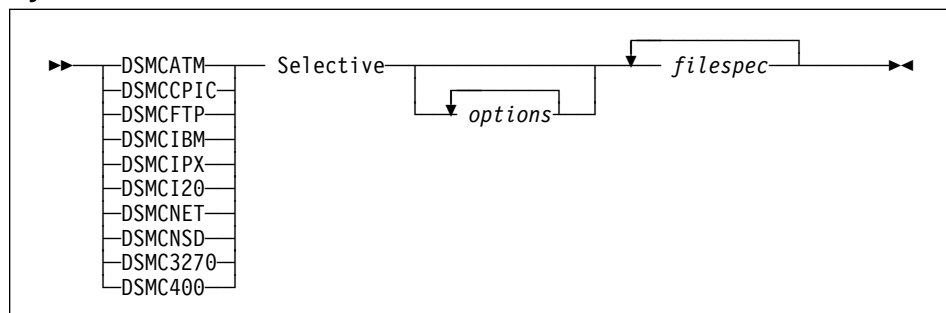 DSMCATM Selective filespec
DSMCCPIC options
DSMCFTP
DSMCIBM
DSMCIPX
DSMCI20
DSMCNET
DSMCNSD
DSMC3270
DSMC400